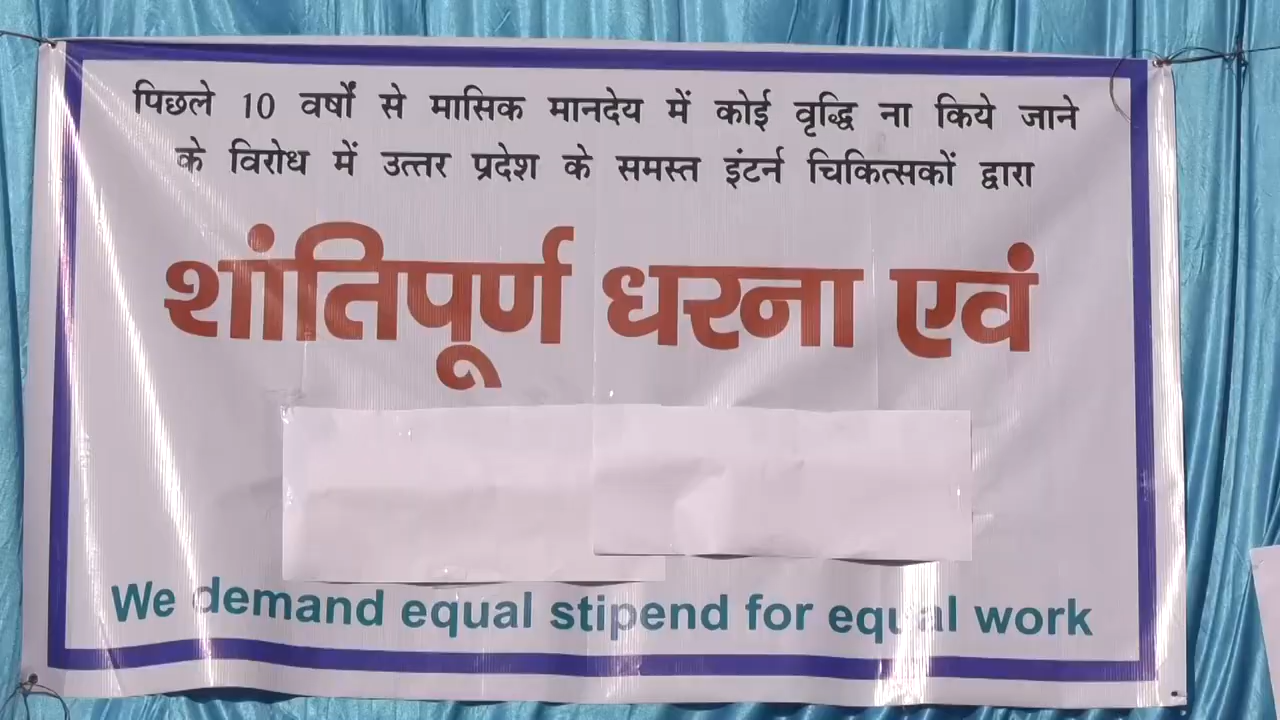 पिछले 10 वर्षों से मासिक मानदेय में कोई वृद्धि ना किये जाने
के विरोध में उत्तर प्रदेश के समस्त इंटर्न चिकित्सकों द्वारा
शांतिपूर्ण धरना एवं
We demand equal stipend for equal work